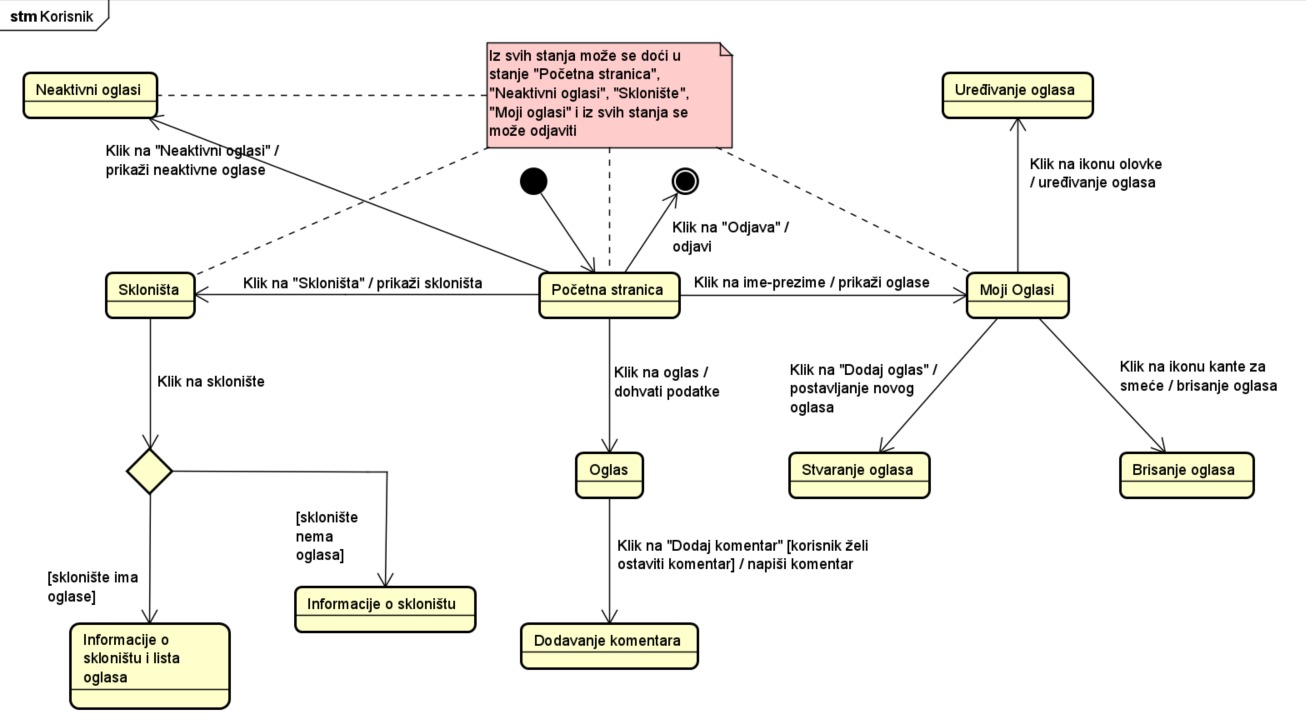 stm Korisnik
Iz svih stanja može se doći u
stanje "Početna stranica",
"Neaktivni oglasi", "Sklonište",
"Moji oglasi" i iz svih stanja se
može odjaviti
Neaktivni oglasi
Uređivanje oglasa
Klik na "Neaktivni oglasi" /
prikaži neaktivne oglase
Klik na ikonu olovke
/ uređivanje oglasa
Klik na "Odjava" /
odjavi
Skloništa
Klik na "Skloništa" / prikaži skloništa
Početna stranica
Klik na ime-prezime / prikaži oglase
Moji Oglasi
Klik na sklonište
Klik na oglas /
dohvati podatke
Klik na "Dodaj oglas" /
postavljanje novog
oglasa
Klik na ikonu kante za
smeće / brisanje oglasa
Oglas
Stvaranje oglasa
Brisanje oglasa
[sklonište
nema
oglasa]
Klik na "Dodaj komentar" [korisnik želi
ostaviti komentar] / napiši komentar
[sklonište ima
oglase]
Informacije o skloništu
Informacije o
skloništu i lista
oglasa
Dodavanje komentara